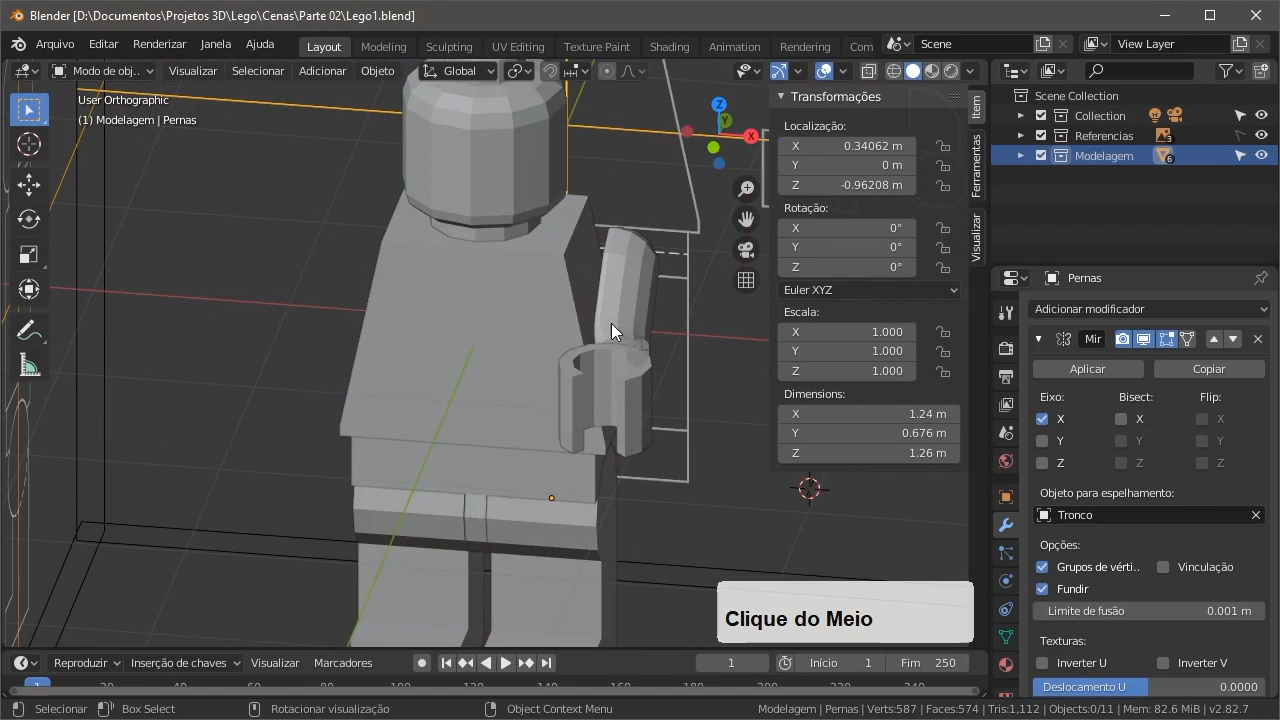 Blender [D:\Documentos\Projetos 3D\Lego\Cenas\Parte 02\Lego1.blend]
Arquivo Editar Renderizar Janela Ajuda Layout Modeling Sculpting UV Editing Texture Paint Shading Animation Rendering Com Scene View Layer
Modo de obj.. Visualizar Selecionar Adicionar Objeto Global
User Orthographic
(1) Modelagem | Pernas
Z
Y
X
Transformações
Localização:
X 0.34062 m
Y 0 m
Z -0.96208 m
Rotação:
X 0°
Y 0°
Z 0°
Euler XYZ
Escala:
X 1.000
Y 1.000
Z 1.000
Dimensions:
X 1.24 m
Y 0.676 m
Z 1.26 m
Item
Ferramentas
Visualizar
Scene Collection
Collection
Referencias 3
Modelagem 6
Pernas
Adicionar modificador
Mir
Aplicar Copiar
Eixo: Bisect: Flip:
X X X
Y Y Y
Z Z Z
Objeto para espelhamento:
Tronco
Opções:
Grupos de vérti.. Vinculação
Fundir
Limite de fusão 0.001 m
Texturas:
Inverter U Inverter V
Deslocamento U 0.0000
Clique do Meio
Reproduzir Inserção de chaves Visualizar Marcadores 1 Início 1 Fim 250
1
Selecionar Box Select Rotacionar visualização Object Context Menu Modelagem | Pernas | Verts:587 | Faces:574 | Tris:1,112 | Objects:0/11 | Mem: 82.6 MiB | v2.82.7